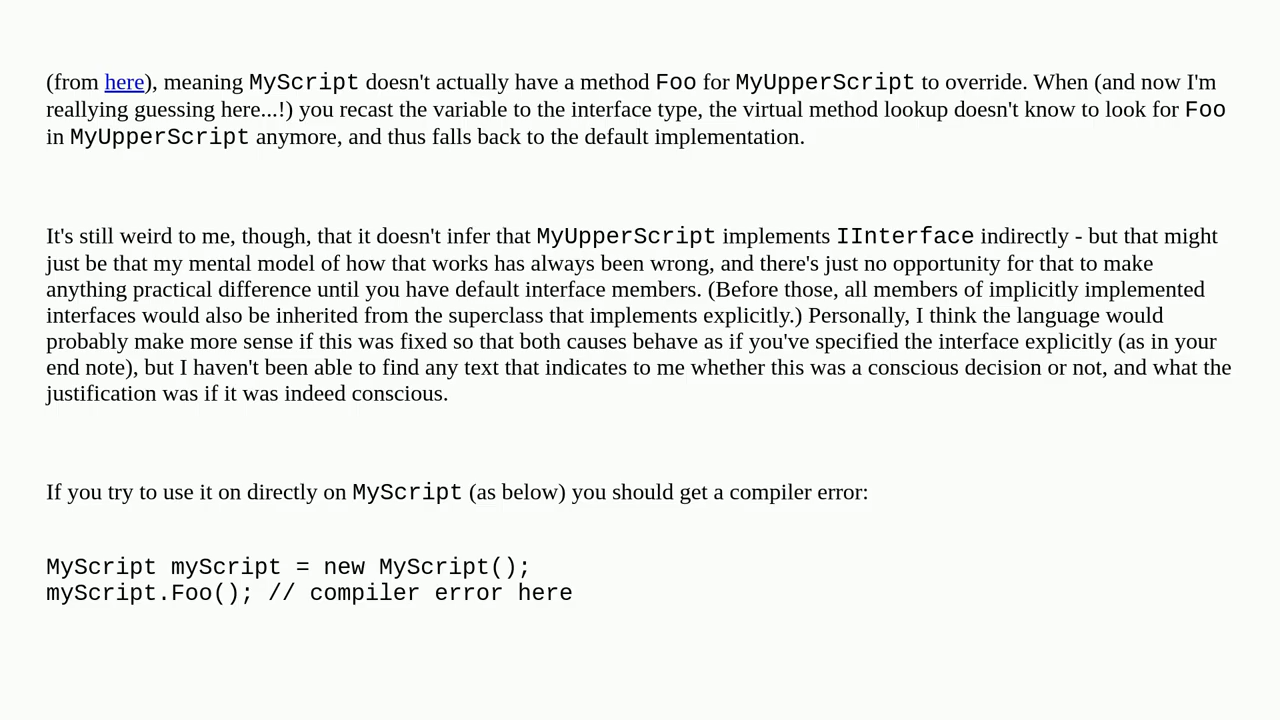 (from here), meaning MyScript doesn't actually have a method Foo for MyUpperScript to override. When (and now I'm
reallying guessing here...!) you recast the variable to the interface type, the virtual method lookup doesn't know to look for Foo
in MyUpperScript anymore, and thus falls back to the default implementation.
It's still weird to me, though, that it doesn't infer that MyUpperScript implements IInterface indirectly - but that might
just be that my mental model of how that works has always been wrong, and there's just no opportunity for that to make
anything practical difference until you have default interface members. (Before those, all members of implicitly implemented
interfaces would also be inherited from the superclass that implements explicitly.) Personally, I think the language would
probably make more sense if this was fixed so that both causes behave as if you've specified the interface explicitly (as in your
end note), but I haven't been able to find any text that indicates to me whether this was a conscious decision or not, and what the
justification was if it was indeed conscious.
If you try to use it on directly on MyScript (as below) you should get a compiler error:
MyScript myScript = new MyScript();
myScript.Foo(); // compiler error here